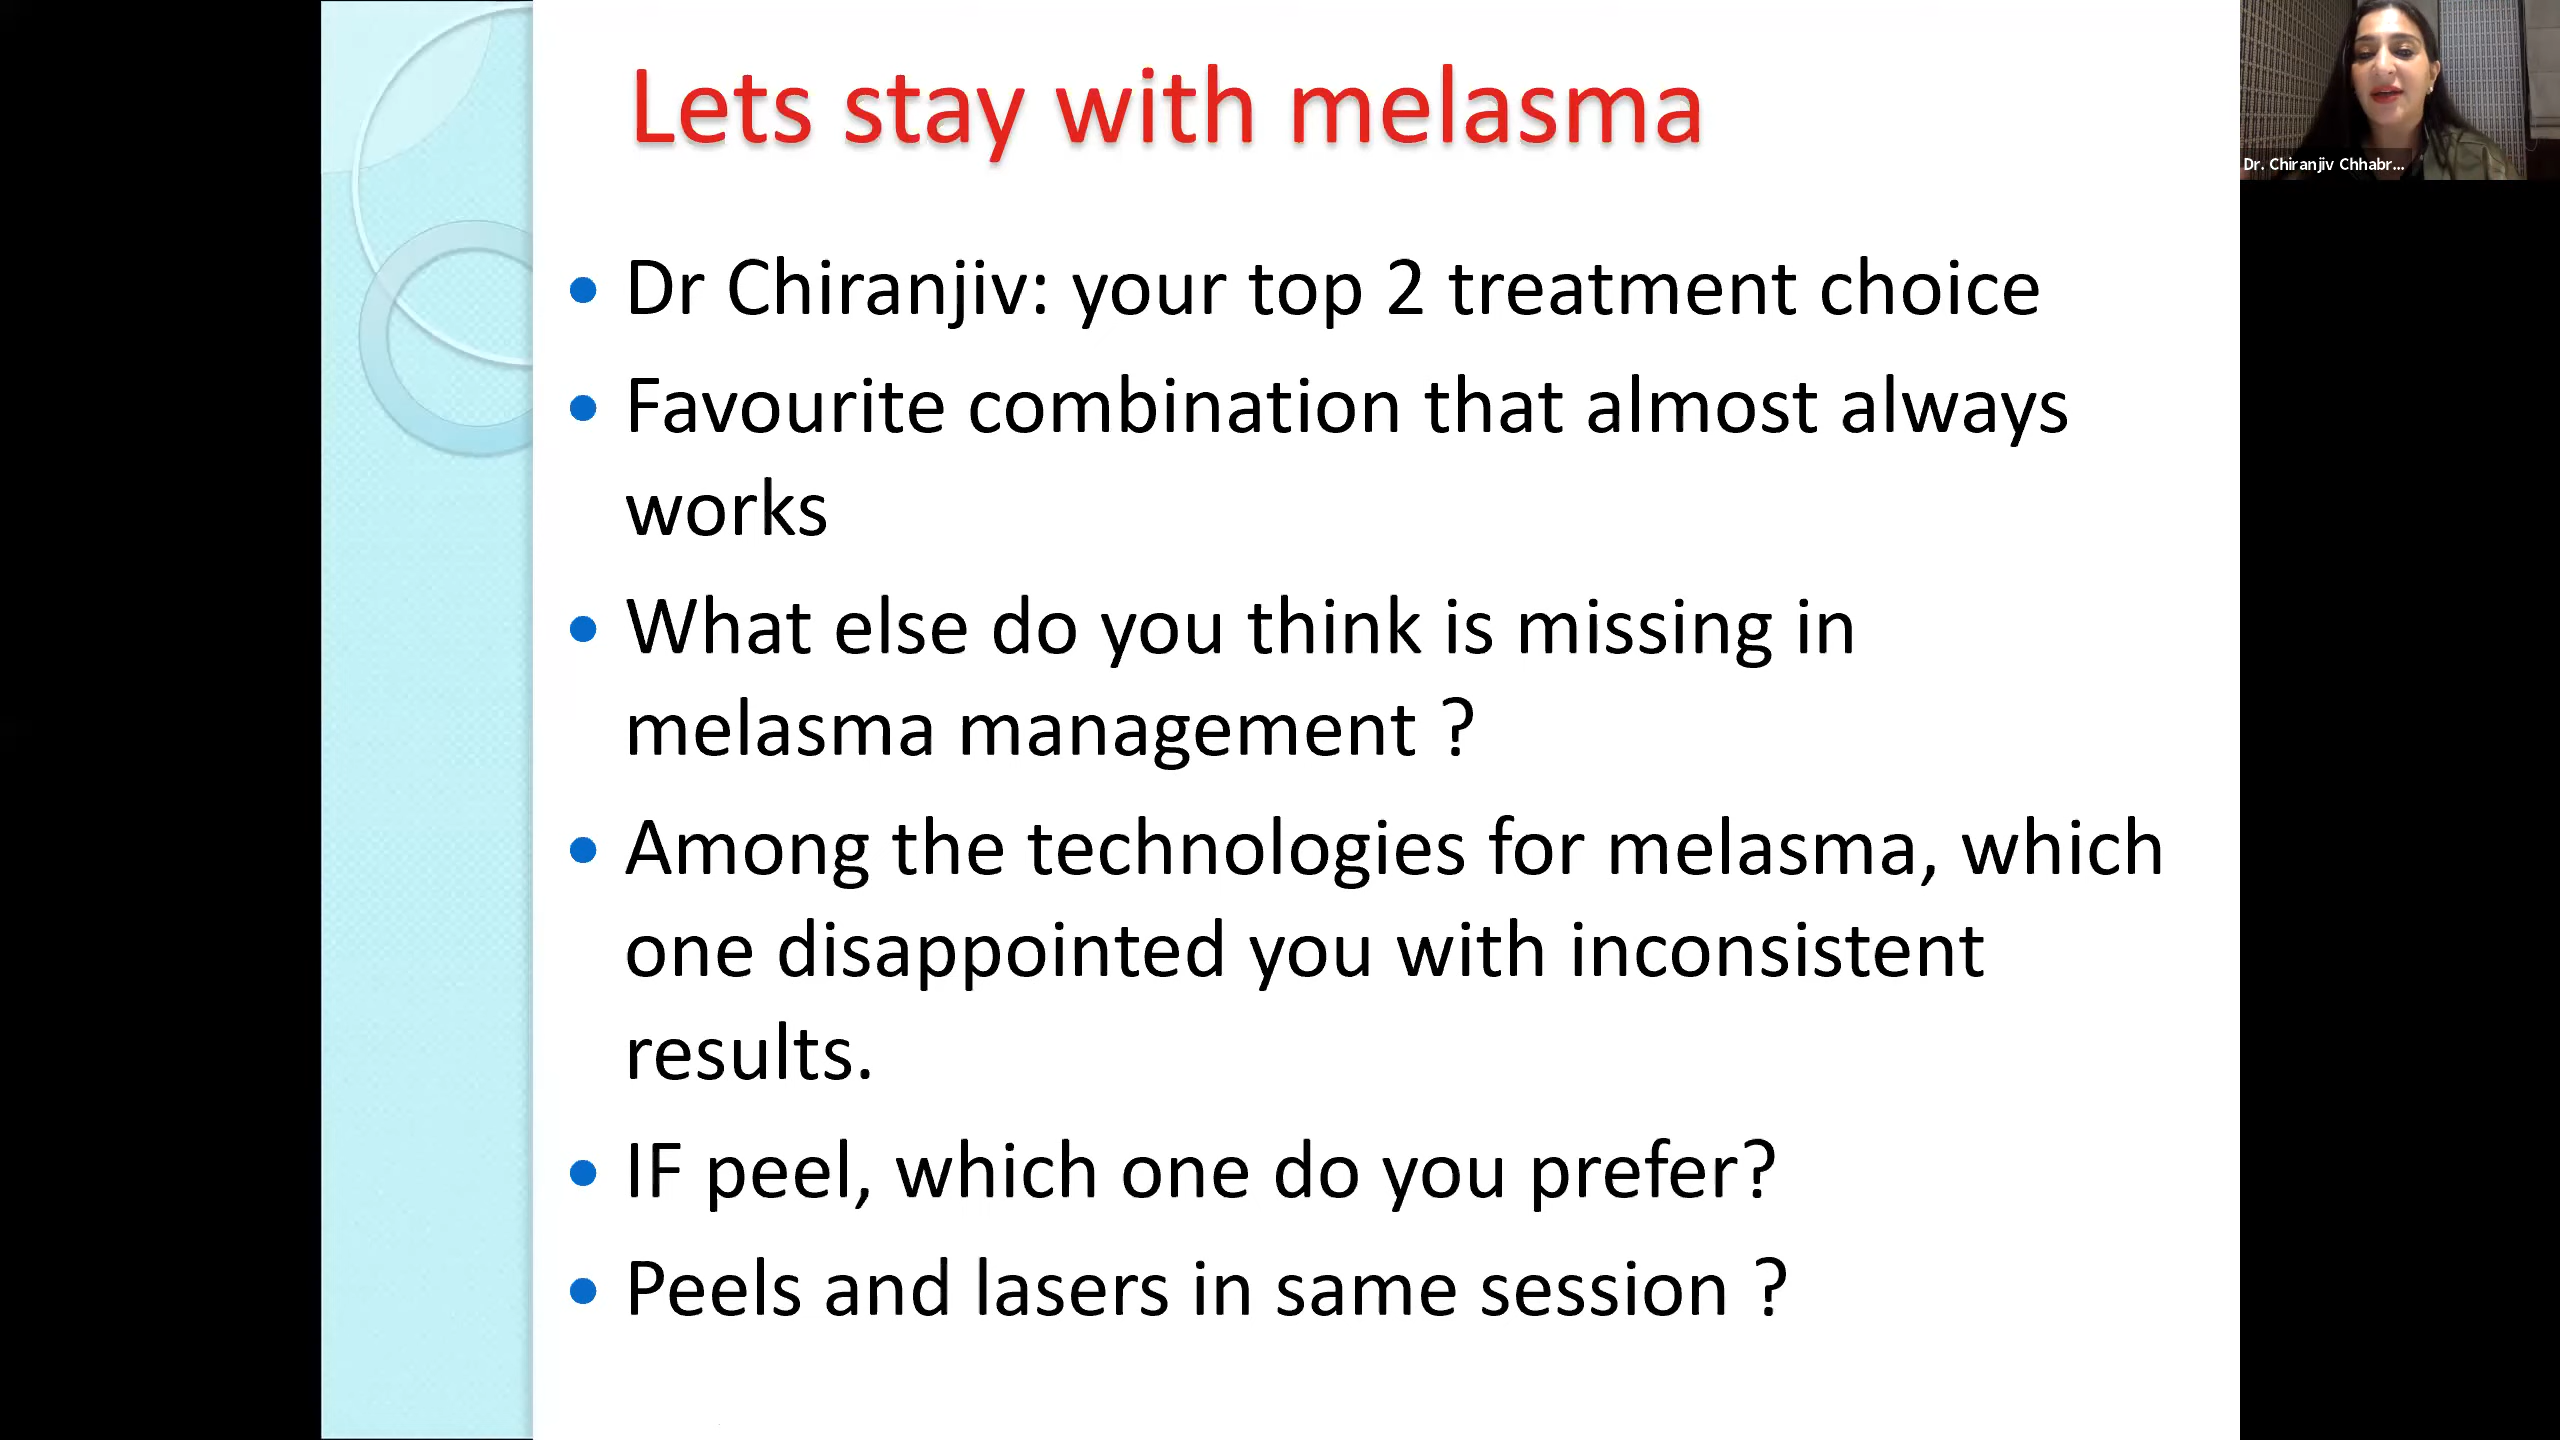 Lets stay with melasma
Dr. Chiranjiv Chhabr...
• Dr Chiranjiv: your top 2 treatment choice
• Favourite combination that almost always
works
• What else do you think is missing in
melasma management ?
• Among the technologies for melasma, which
one disappointed you with inconsistent
results.
• IF peel, which one do you prefer?
• Peels and lasers in same session ?